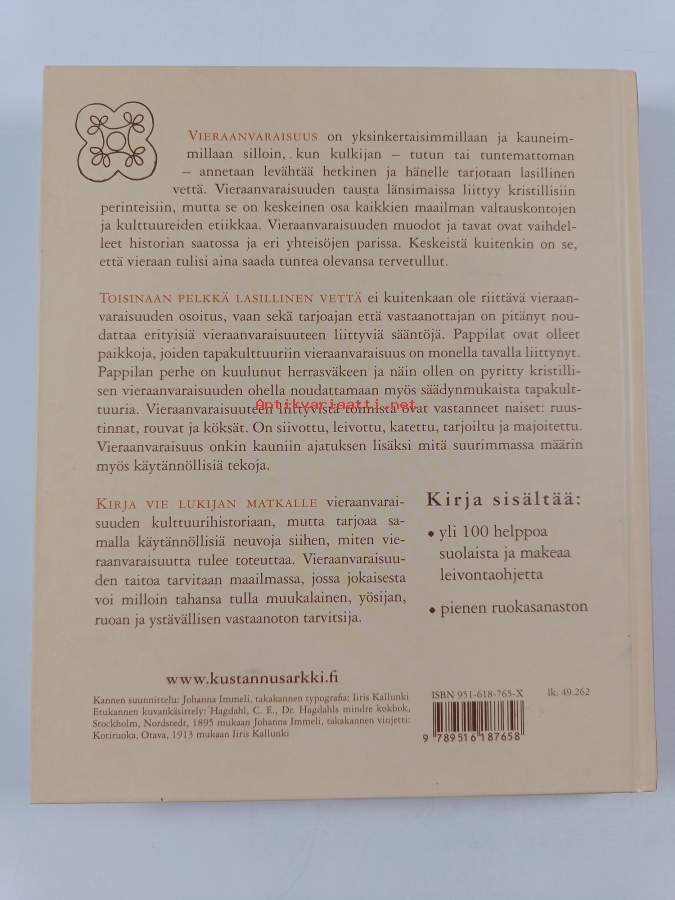 VIERAANVARAISUUS on yksinkertaisimmillaan ja kauneim-
millaan silloin, kun kulkijan – tutun tai tuntemattoman
– annetaan levähtää hetkinen ja hänelle tarjotaan lasillinen
vettä. Vieraanvaraisuuden tausta länsimaissa liittyy kristillisiin
perinteisiin, mutta se on keskeinen osa kaikkien maailman valtauskontojen
ja kulttuureiden etiikkaa. Vieraanvaraisuuden muodot ja tavat ovat vaihdel-
leet historian saatossa ja eri yhteisöjen parissa. Keskeistä kuitenkin on se,
että vieraan tulisi aina saada tuntea olevansa tervetullut.
TOISINAAN PELKKÄ LASILLINEN VETTÄ ei kuitenkaan ole riittävä vieraan-
varaisuuden osoitus, vaan sekä tarjoajan että vastaanottajan on pitänyt nou-
dattaa erityisiä vieraanvaraisuuteen liittyviä sääntöjä. Pappilat ovat olleet
paikkoja, joiden tapakulttuuriin vieraanvaraisuus on monella tavalla liittynyt.
Pappilan perhe on kuulunut herrasväkeen ja näin ollen on pyritty kristilli-
sen vieraanvaraisuuden ohella noudattamaan myös säädynmukaista tapakult-
tuuria. Vieraanvaraisuuteen liittyvistä toimista ovat vastanneet naiset: ruus-
tinnat, rouvat ja köksät. On siivottu, leivottu, katettu, tarjoiltu ja majoitettu.
Vieraanvaraisuus onkin kauniin ajatuksen lisäksi mitä suurimmassa määrin
myös käytännöllisiä tekoja.
Antikvariaatti.net
KIRJA VIE LUKIJAN MATKALLE vieraanvarai-
suuden kulttuurihistoriaan, mutta tarjoaa sa-
malla käytännöllisiä neuvoja siihen, miten vie-
raanvaraisuutta tulee toteuttaa. Vieraanvaraisuu-
den taitoa tarvitaan maailmassa, jossa jokaisesta
voi milloin tahansa tulla muukalainen, yösijan,
ruoan ja ystävällisen vastaanoton tarvitsija.
Kirja sisältää:
• yli 100 helppoa
suolaista ja makeaa
leivontaohjetta
• pienen ruokasanaston
www.kustannusarkki.fi
Kannen suunnittelu: Johanna Immeli, takakannen typografia: Iiris Kallunki
Etukannen kuvankäsittely: Hagdahl, C. E., Dr. Hagdahls mindre kokbok,
Stockholm, Nordstedt, 1895 mukaan Johanna Immeli, takakannen vinjetti:
Kotiruoka, Otava, 1913 mukaan Iiris Kallunki
ISBN 951-618-765-X
lk. 49.262
9 789516 187658